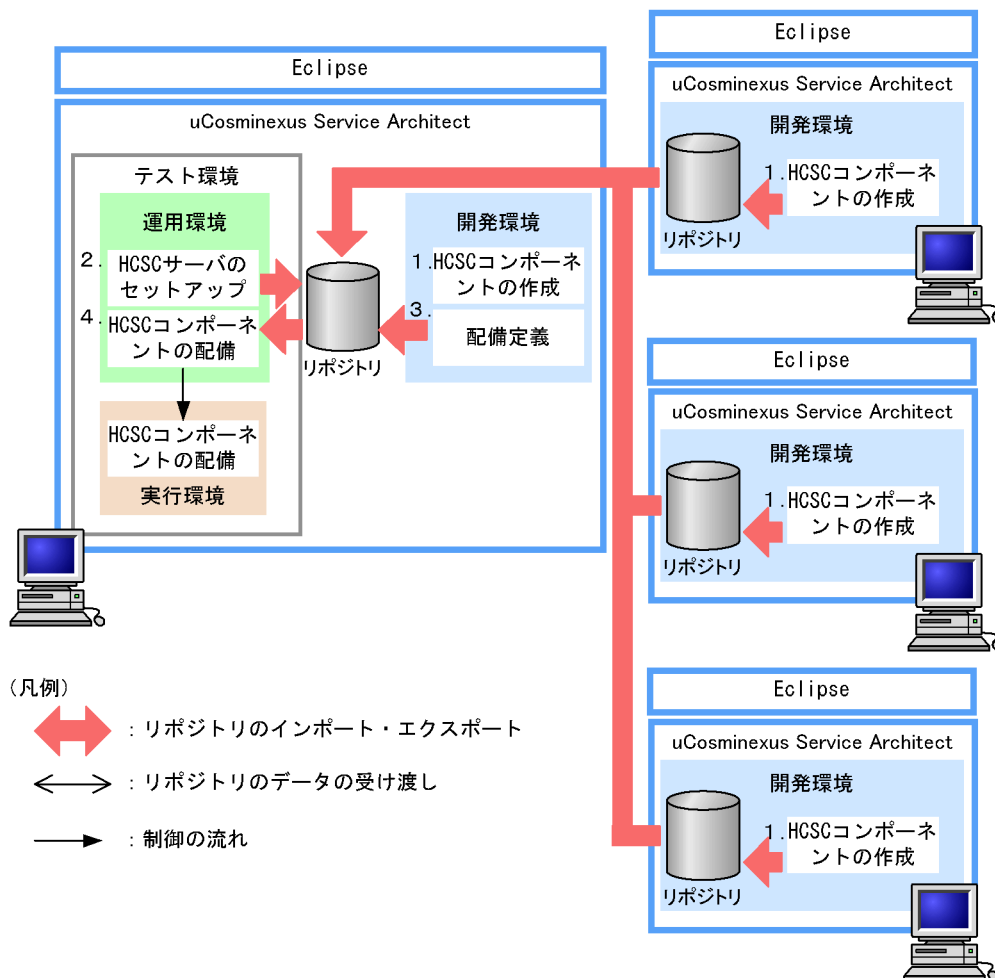 Eclipse
uCosminexus Service Architect
テスト環境
運用環境
2.
HCSCサーバの
セットアップ
4.
HCSCコンポーネ
ントの配備
HCSCコンポーネ
ントの配備
実行環境
リポジトリ
開発環境
1.HCSCコンポーネ
ントの作成
3.
配備定義
Eclipse
uCosminexus Service Architect
開発環境
1.HCSCコンポーネ
ントの作成
リポジトリ
Eclipse
uCosminexus Service Architect
開発環境
1.HCSCコンポーネ
ントの作成
リポジトリ
Eclipse
uCosminexus Service Architect
開発環境
1.HCSCコンポーネ
ントの作成
リポジトリ
(凡例)
:リポジトリのインポート・エクスポート
:リポジトリのデータの受け渡し
:制御の流れ